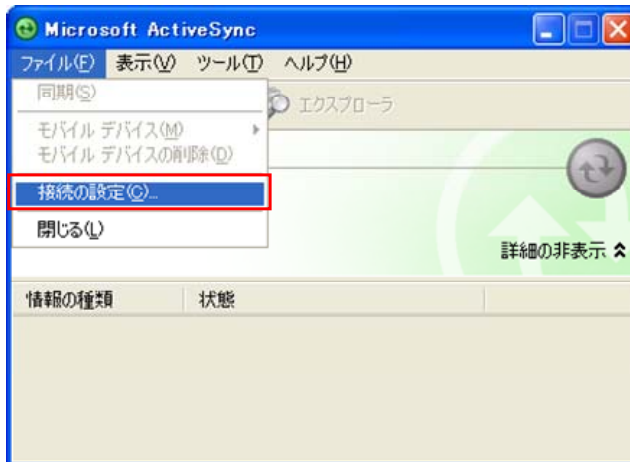 Microsoft ActiveSync
ファイル(F) 表示(V) ツール(T) ヘルプ(H)
同期(S)
エクスプローラ
モバイル デバイス(M)
モバイル デバイスの削除(D)
接続の設定(C)...
閉じる(L)
詳細の非表示
情報の種類 状態